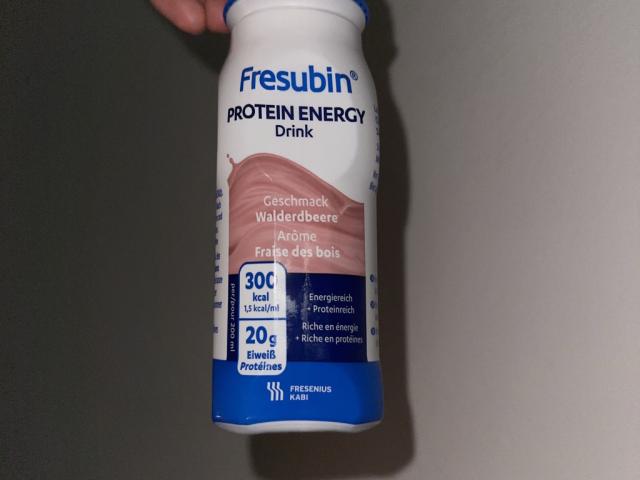 Fresubin®
PROTEIN ENERGY
Drink
Geschmack
Walderdbeere
Arôme
Fraise des bois
300
kcal
1,5 kcal/ml
20g
Eiweiß
Protéines
per/pour 200 ml
Energiereich
+ Proteinreich
Riche en énergie
+ Riche en protéines
FRESENIUS
KABI